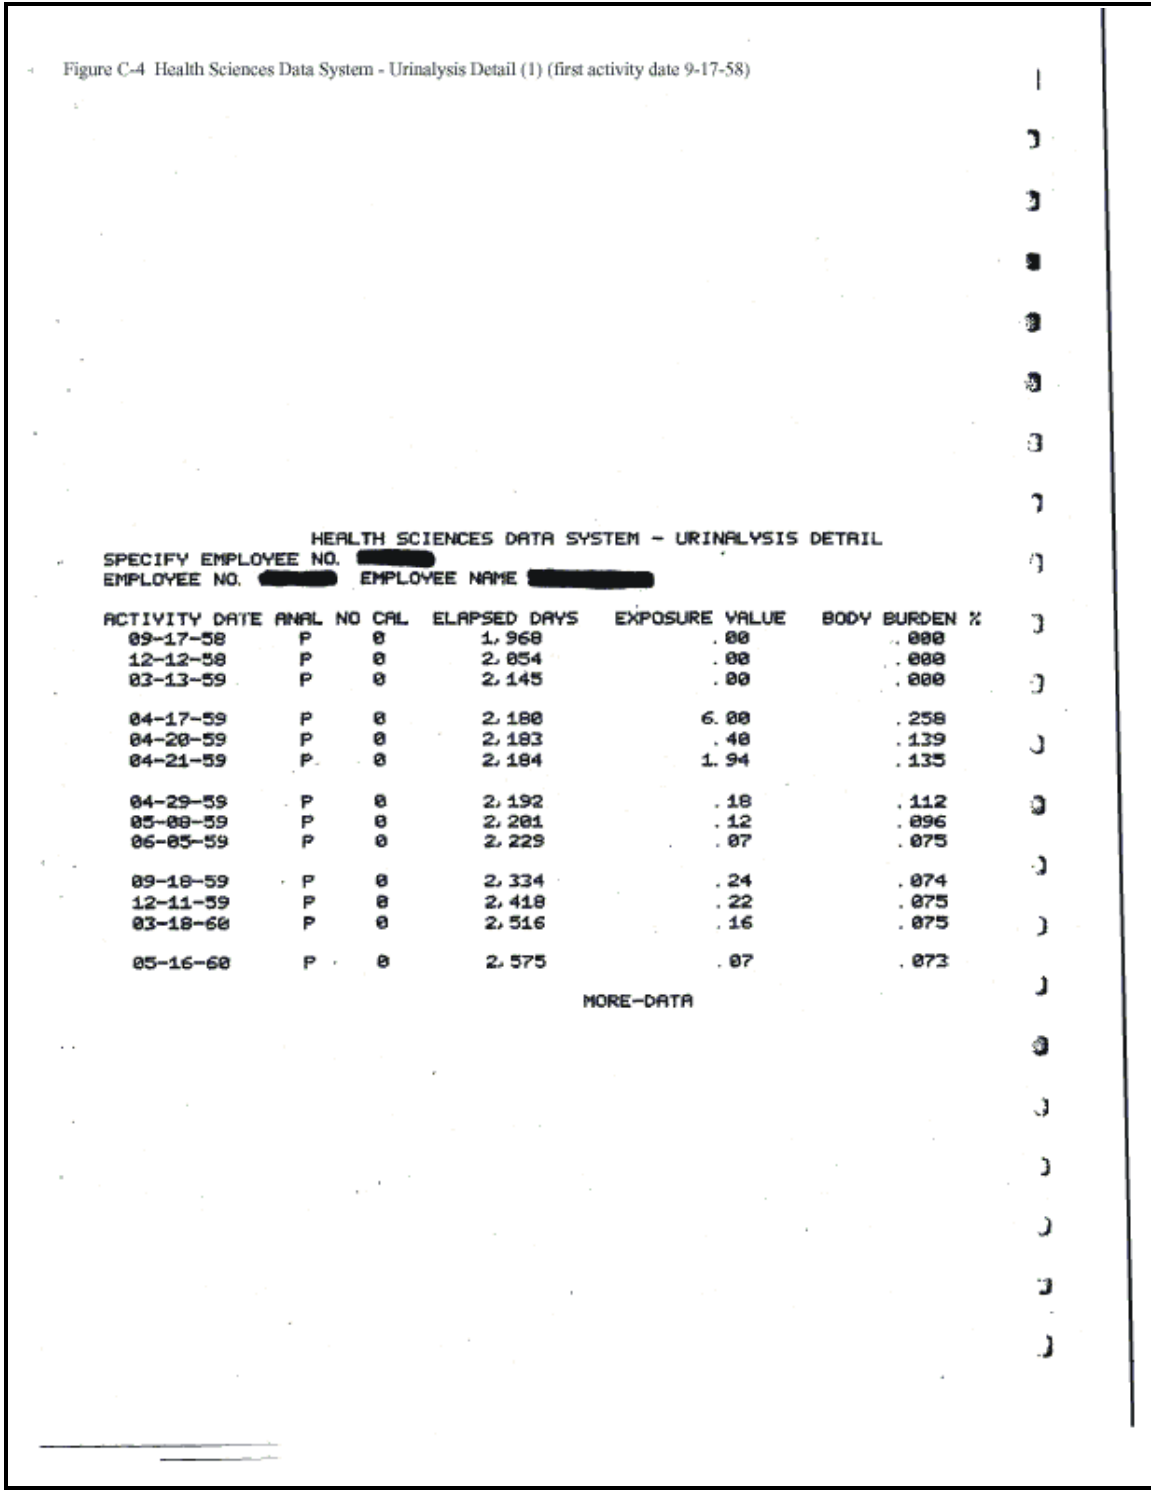 Figure C-4 Health Sciences Data System - Urinalysis Detail (1) (first activity date 9-17-58)
HEALTH SCIENCES DATA SYSTEM - URINALYSIS DETAIL
SPECIFY EMPLOYEE NO.
EMPLOYEE NO. EMPLOYEE NAME
ACTIVITY DATE ANAL NO CAL ELAPSED DAYS EXPOSURE VALUE BODY BURDEN %
09-17-58 P 0 1,968 .00 .000
12-12-58 P 0 2,054 .00 .000
03-13-59 P 0 2,145 .00 .000
04-17-59 P 0 2,180 6.00 .258
04-20-59 P 0 2,183 .40 .139
04-21-59 P 0 2,184 1.94 .135
04-29-59 P 0 2,192 .18 .112
05-08-59 P 0 2,201 .12 .096
06-05-59 P 0 2,229 .07 .075
09-18-59 P 0 2,334 .24 .074
12-11-59 P 0 2,418 .22 .075
03-18-60 P 0 2,516 .16 .075
05-16-60 P 0 2,575 .07 .073
MORE-DATA